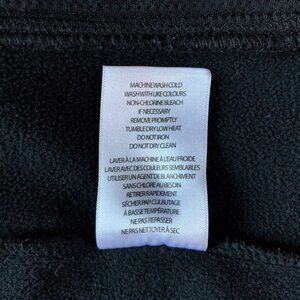 MACHINE WASH COLD
WASH WITH LIKE COLOURS
NON-CHLORINE BLEACH
IF NECESSARY
REMOVE PROMPTLY
TUMBLE DRY LOW HEAT
DO NOT IRON
DO NOT DRY CLEAN
LAVER À LA MACHINE À L'EAU FROIDE
LAVER AVEC DES COULEURS SEMBLABLES
UTILISER UN AGENT DE BLANCHIMENT
SANS CHLORE AU BESOIN
RETIRER RAPIDEMENT
SÉCHER PAR CULBUTAGE
À BASSE TEMPÉRATURE
NE PAS REPASSER
NE PAS NETTOYER À SEC